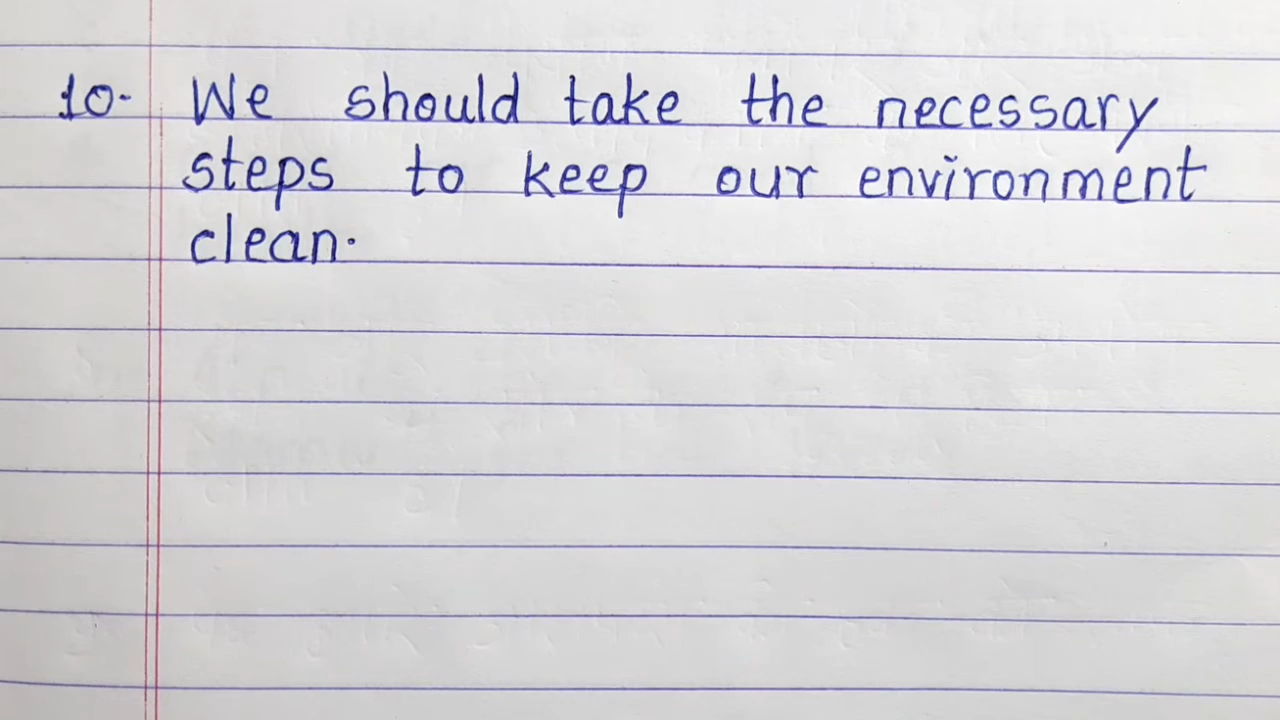 10. We should take the necessary
steps to keep our environment
clean.